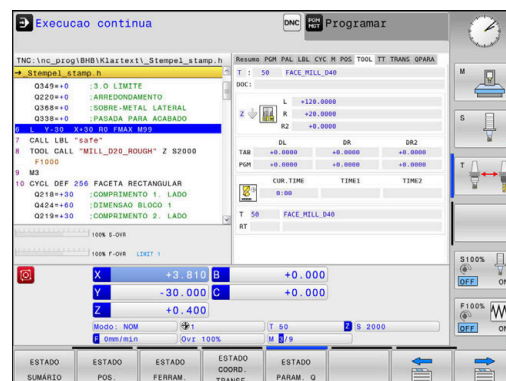 Execucao continua
DNC
PGM
MGT
Programar
TNC:\nc_prog\BHB\Klartext\_Stempel_stamp.h
→_Stempel_stamp.h
Q349=+0 ;3.O LIMITE
Q220=+0 ;ARREDONDAMENTO
Q368=+0 ;SOBRE-METAL LATERAL
Q338=+0 ;PASADA PARA ACABADO
6 L Y-30 X+30 R0 FMAX M99
7 CALL LBL "safe"
8 TOOL CALL "MILL_D20_ROUGH" Z S2000
F1000
9 M3
10 CYCL DEF 256 FACETA RECTANGULAR
Q218=+30 ;COMPRIMENTO 1. LADO
Q424=+60 ;DIMENSAO BLOCO 1
Q219=+30 ;COMPRIMENTO 2. LADO
Resumo PGM PAL LBL CYC M POS TOOL TT TRANS QPARA
T : 50 FACE_MILL_D40
DOC:
Z L +120.0000
R +20.0000
R2 +0.0000
DL DR DR2
TAB +0.0000 +0.0000 +0.0000
PGM +0.0000 +0.0000 +0.0000
CUR.TIME TIME1 TIME2
0:00
T 50 FACE_MILL_D40
RT
100% S-OVR
100% F-OVR LIMIT 1
X +3.810 B +0.000
Y -30.000 C +0.000
Z +0.400
Modo: NOM 1 T 50 Z S 2000
F 0mm/min Ovr 100% M 5/9
M
S
T
S100%
OFF ON
F100%
OFF ON
ESTADO SUMÁRIO
ESTADO POS.
ESTADO FERRAM.
ESTADO COORD. TRANSF.
ESTADO PARAM. Q